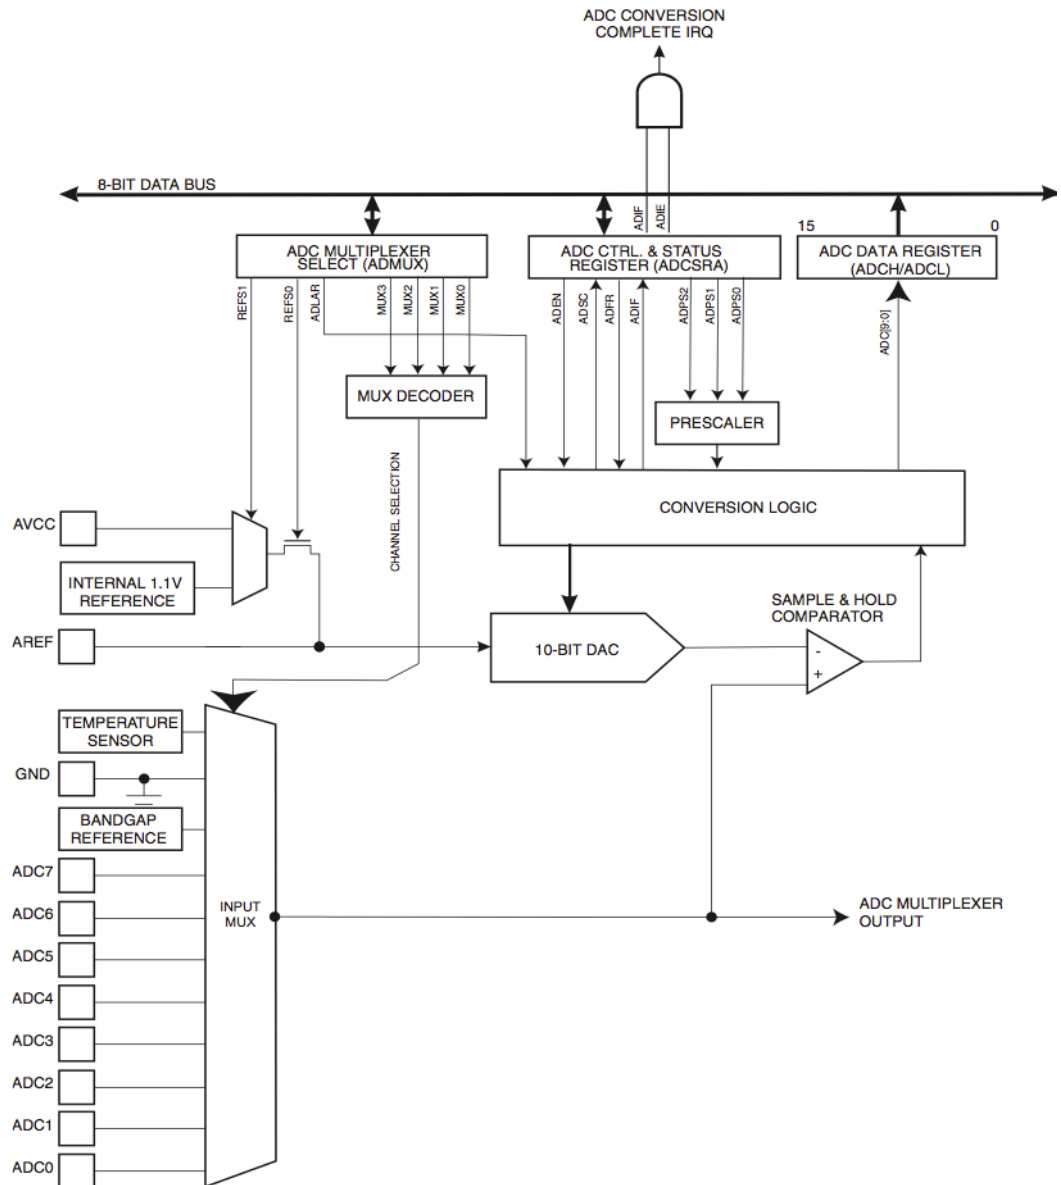 ADC CONVERSION
COMPLETE IRQ
8-BIT DATA BUS
ADIF
ADIE
15
0
ADC MULTIPLEXER
SELECT (ADMUX)
ADC CTRL. & STATUS
REGISTER (ADCSRA)
ADC DATA REGISTER
(ADCH/ADCL)
REFS1
REFS0
ADLAR
MUX3
MUX2
MUX1
MUX0
ADEN
ADSC
ADFR
ADIF
ADPS2
ADPS1
ADPS0
ADC[9:0]
MUX DECODER
PRESCALER
CHANNEL SELECTION
CONVERSION LOGIC
AVCC
INTERNAL 1.1V
REFERENCE
SAMPLE & HOLD
COMPARATOR
AREF
10-BIT DAC
-
+
TEMPERATURE
SENSOR
GND
BANDGAP
REFERENCE
ADC7
ADC6
INPUT
MUX
ADC MULTIPLEXER
OUTPUT
ADC5
ADC4
ADC3
ADC2
ADC1
ADC0